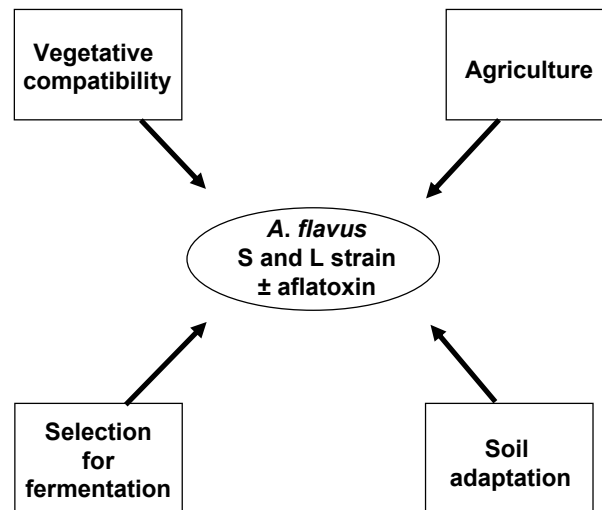 Vegetative
compatibility
Agriculture
A. flavus
S and L strain
± aflatoxin
Selection
for
fermentation
Soil
adaptation